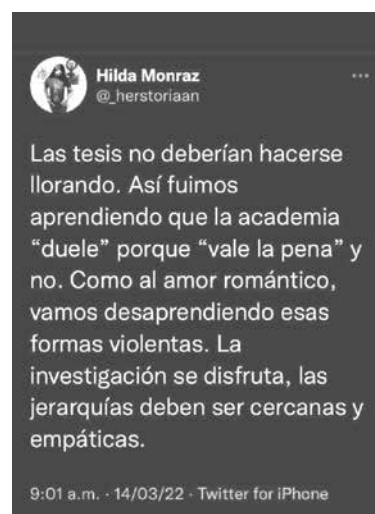 Hilda Monraz
@_herstoriaan
Las tesis no deberían hacerse
llorando. Así fuimos
aprendiendo que la academia
“duele” porque “vale la pena” y
no. Como al amor romántico,
vamos desaprendiendo esas
formas violentas. La
investigación se disfruta, las
jerarquías deben ser cercanas y
empáticas.
9:01 a.m. · 14/03/22 · Twitter for iPhone